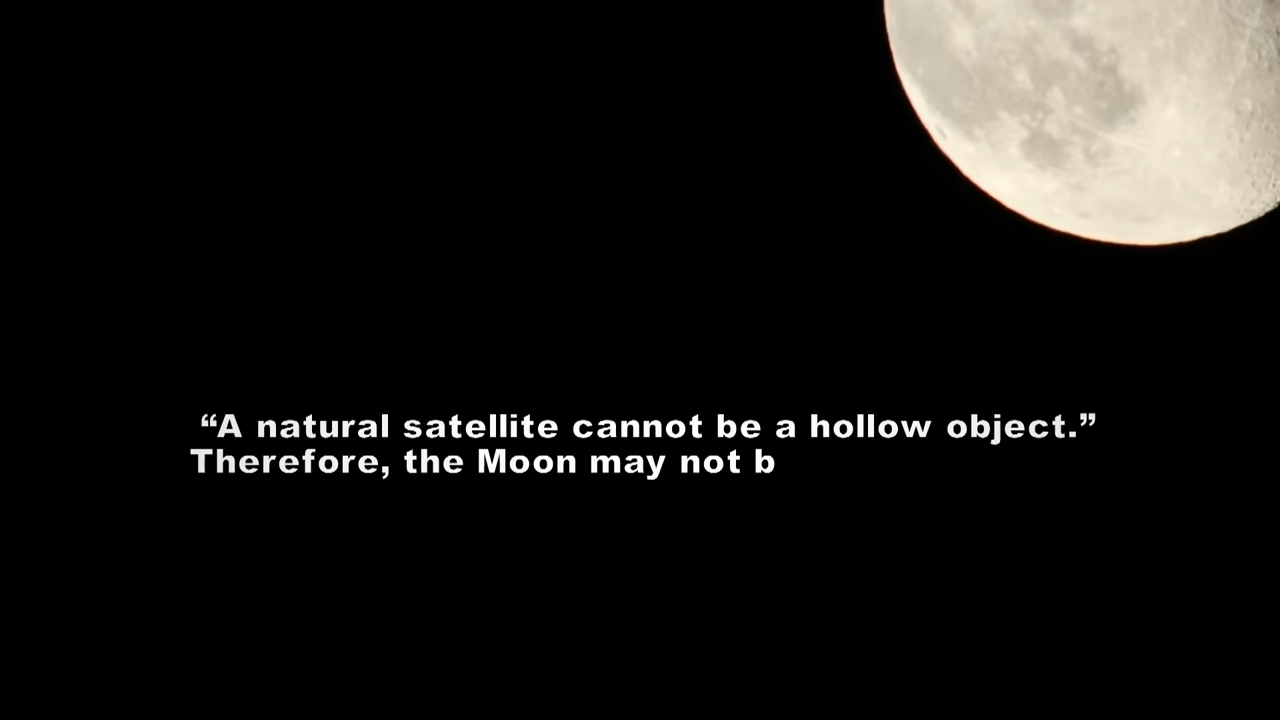 “A natural satellite cannot be a hollow object.”
Therefore, the Moon may not b